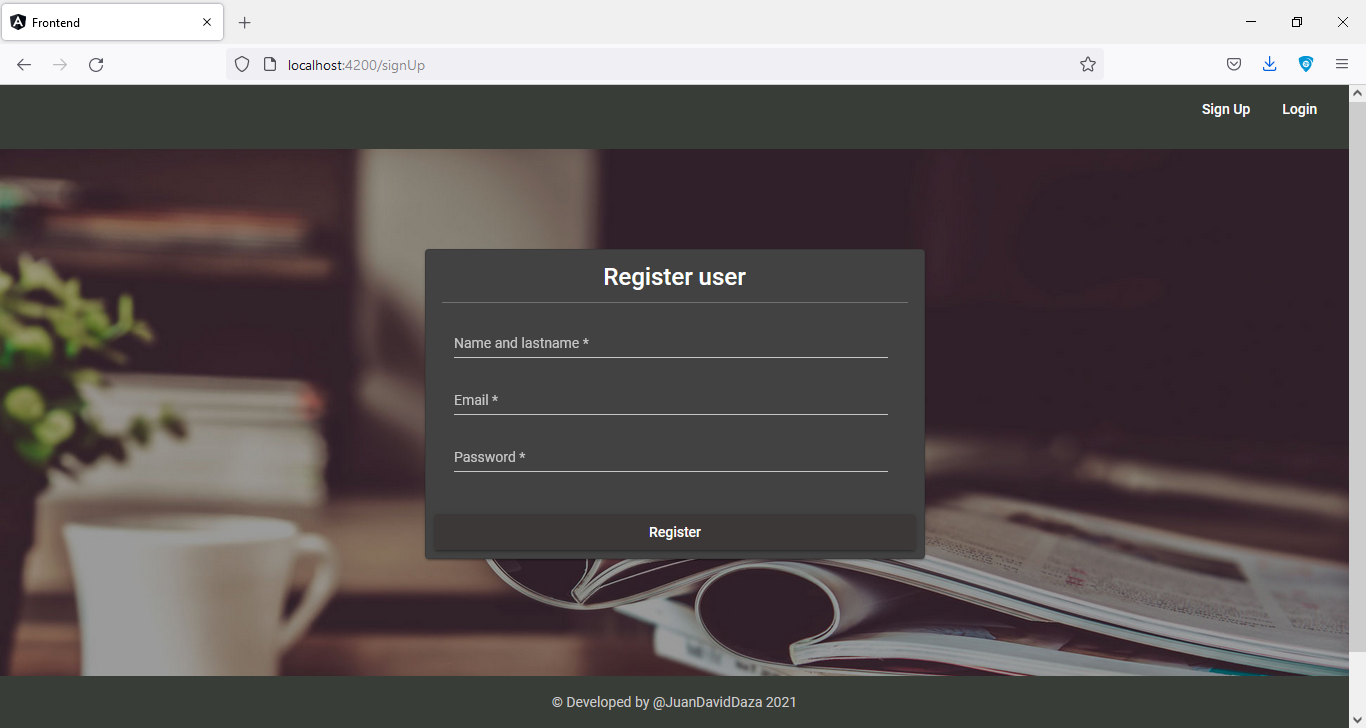 Frontend
localhost:4200/signUp
Sign Up Login
Register user
Name and lastname *
Email *
Password *
Register
© Developed by @JuanDavidDaza 2021